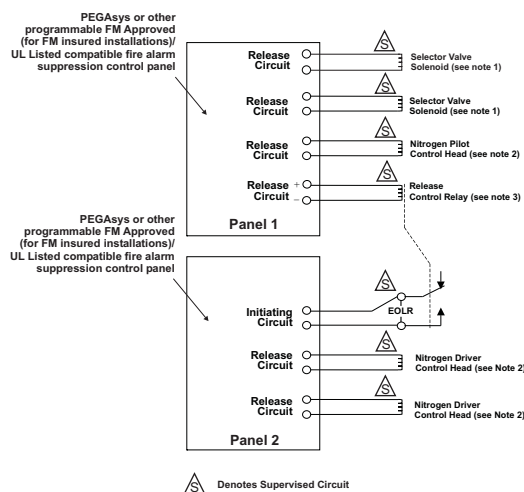 PEGAsys or other
programmable FM Approved
(for FM insured installations)/
UL Listed compatible fire alarm
suppression control panel
Release
Circuit
S
Selector Valve
Solenoid (see note 1)
Release
Circuit
S
Selector Valve
Solenoid (see note 1)
Release
Circuit
S
Nitrogen Pilot
Control Head (see note 2)
Release +
Circuit –
S
Release
Control Relay (see note 3)
Panel 1
PEGAsys or other
programmable FM Approved
(for FM insured installations)/
UL Listed compatible fire alarm
suppression control panel
Initiating
Circuit
S
EOLR
Release
Circuit
S
Nitrogen Driver
Control Head (see Note 2)
Release
Circuit
S
Nitrogen Driver
Control Head (see Note 2)
Panel 2
S Denotes Supervised Circuit